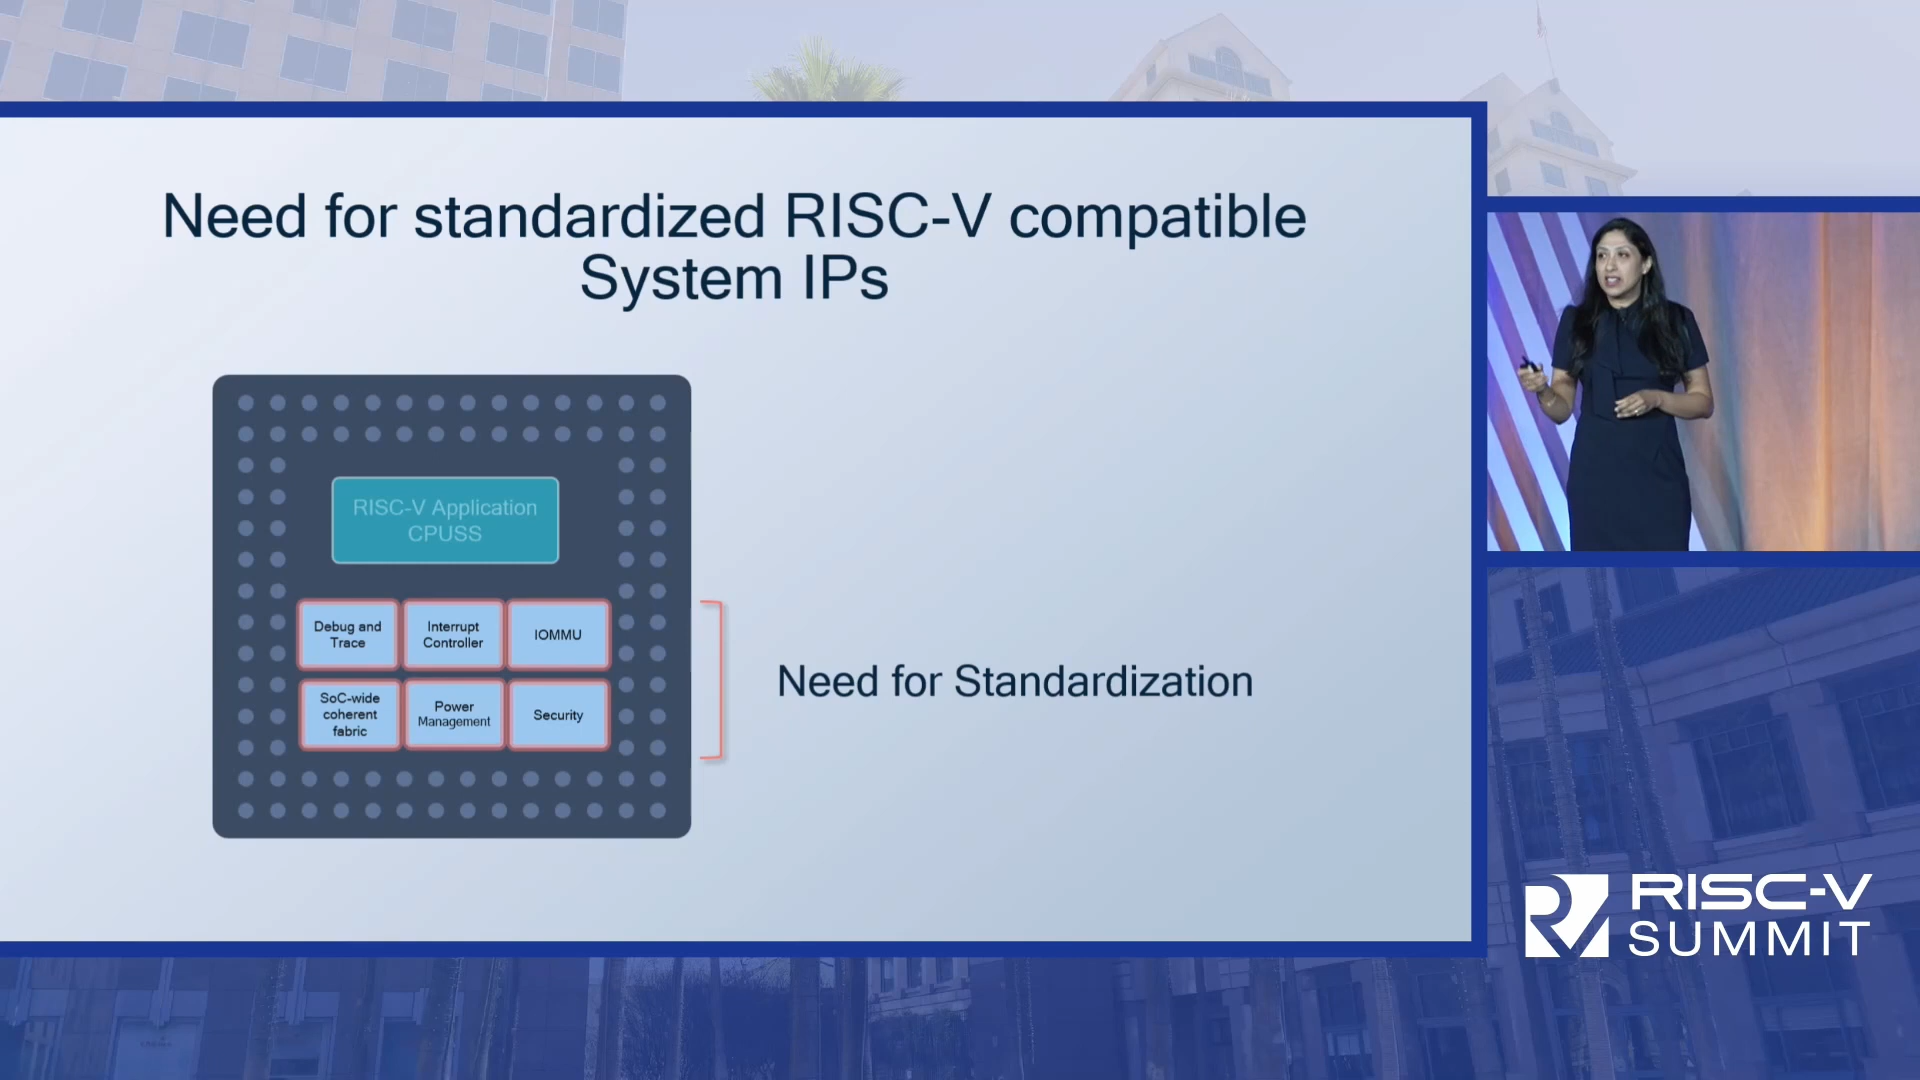 Need for standardized RISC-V compatible
System IPs
RISC-V Application
CPUSS
Debug and
Trace
Interrupt
Controller
IOMMU
SoC-wide
coherent
fabric
Power
Management
Security
Need for Standardization
RISC-V
SUMMIT